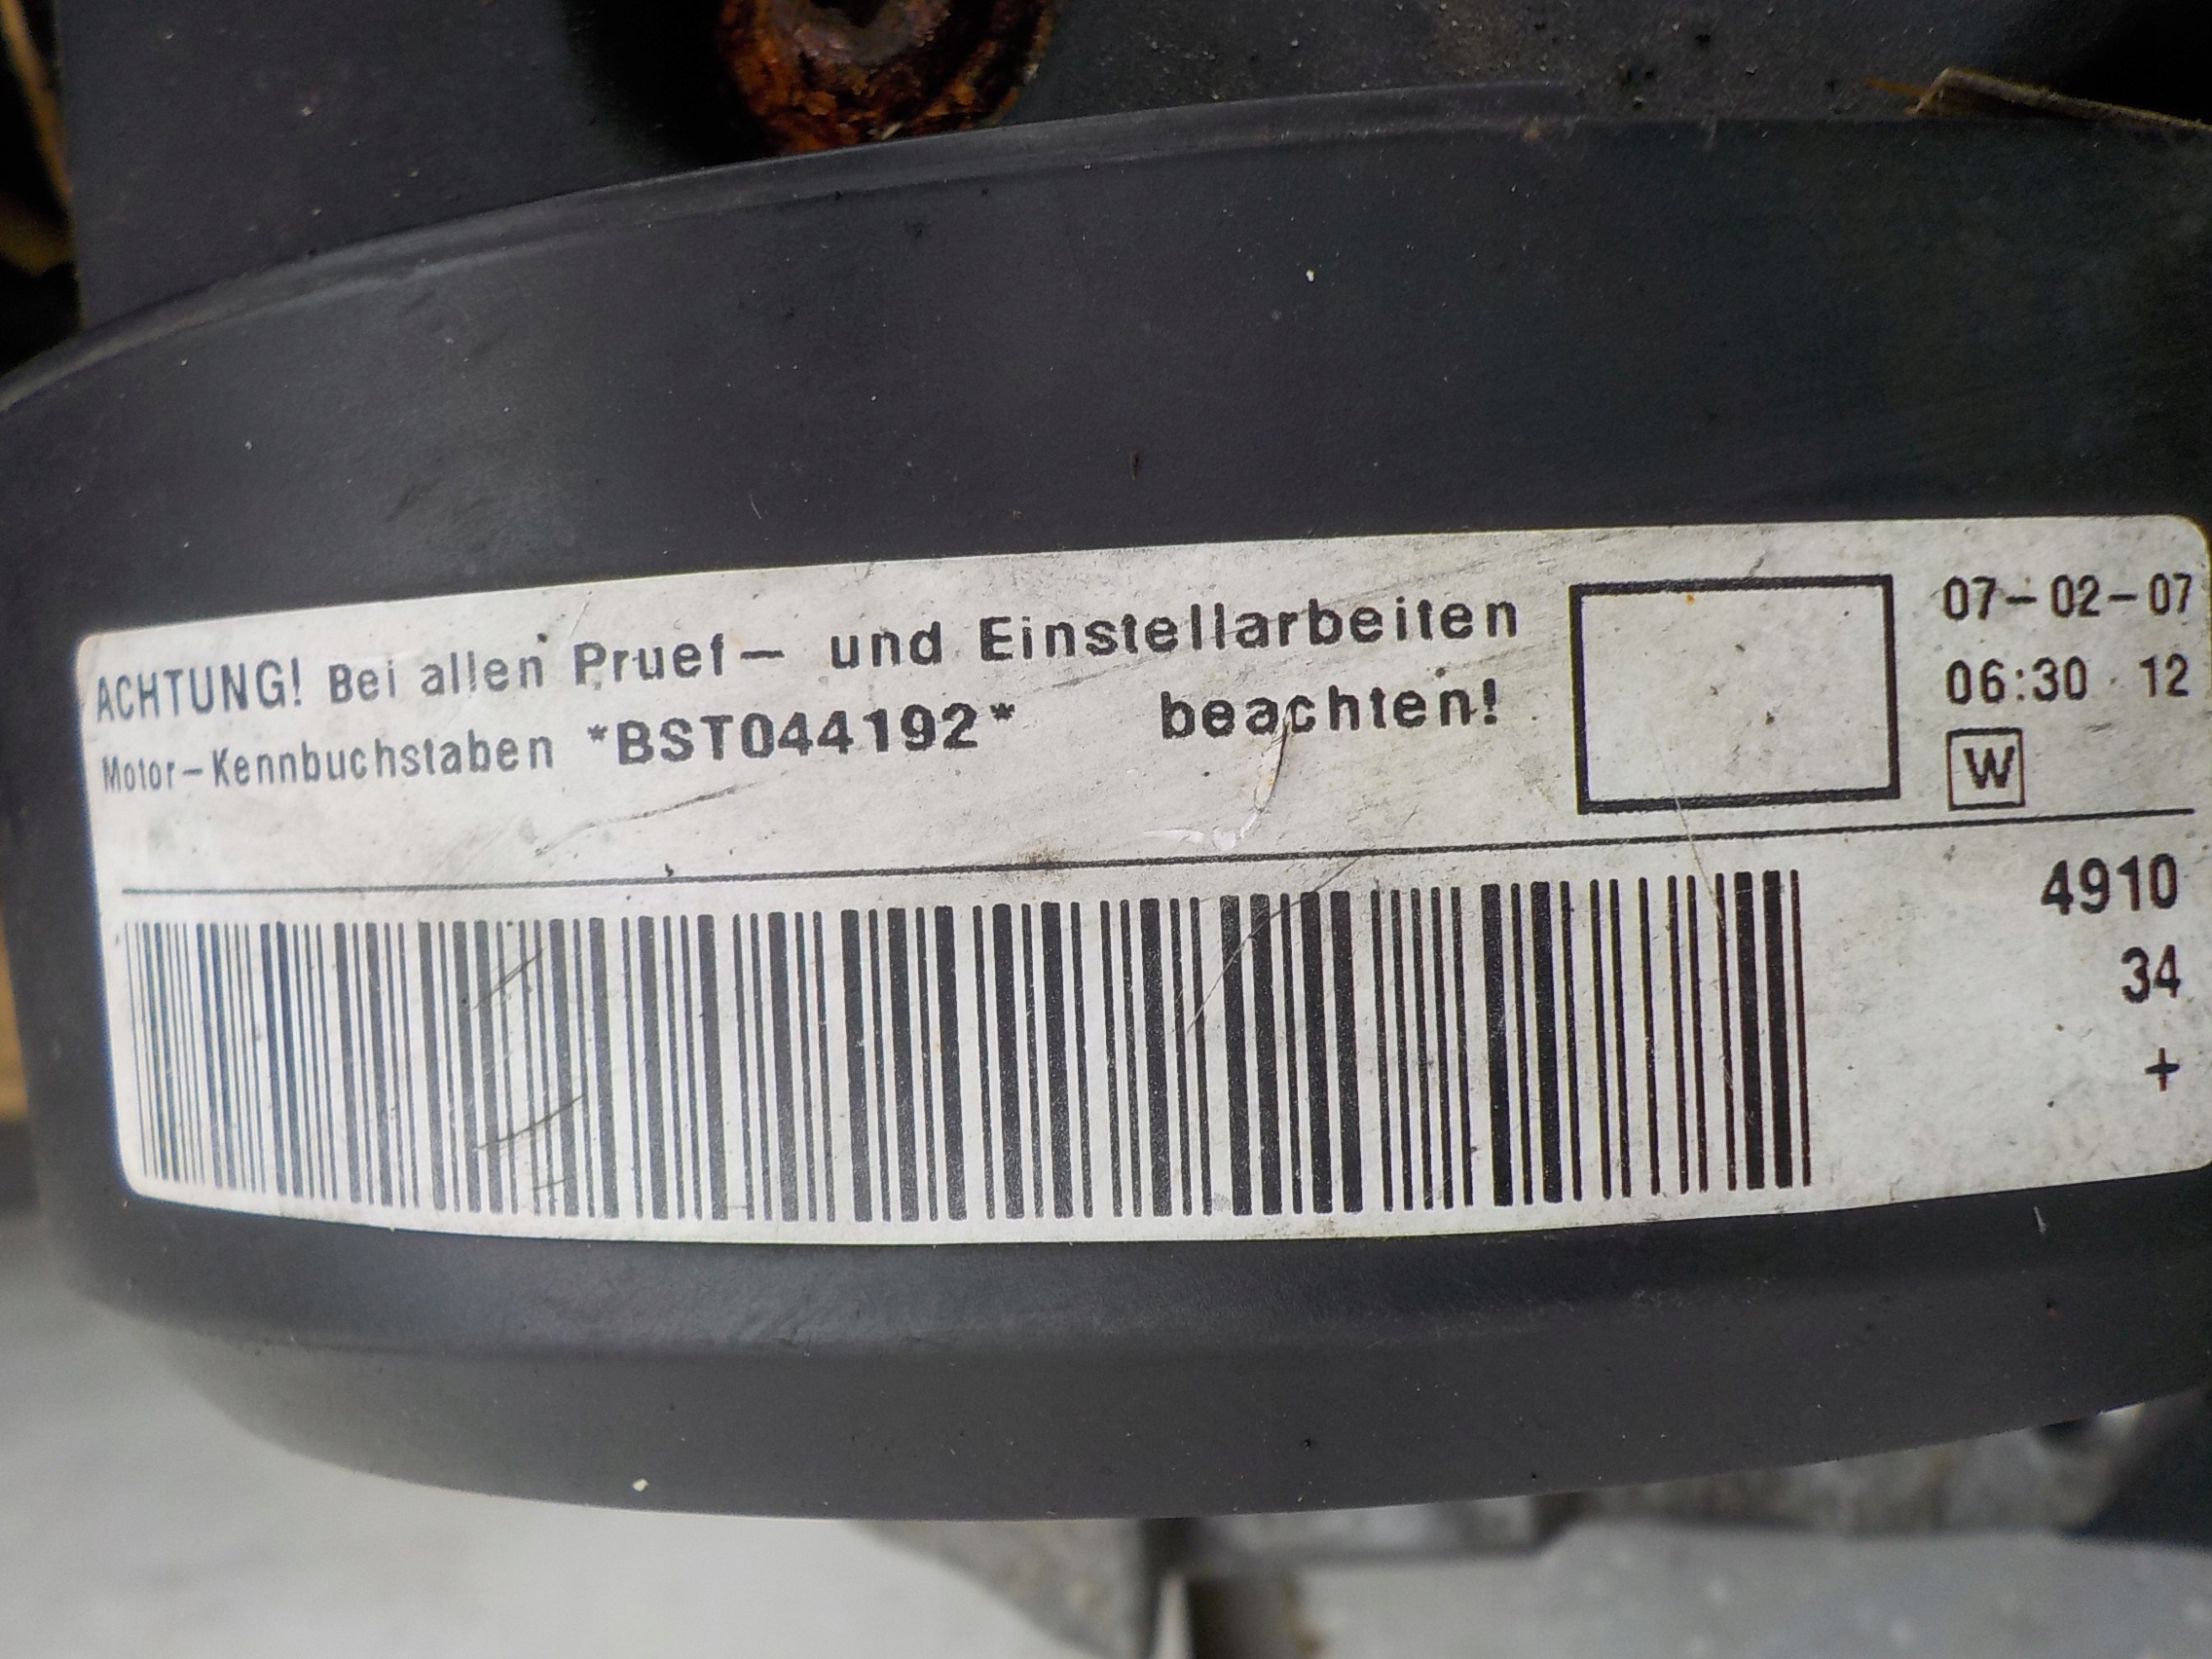 ACHTUNG! Bei allen Pruef- und Einstellarbeiten
Motor-Kennbuchstaben *BST044192* beachten!
07-02-07
06:30 12
W
4910
34
+